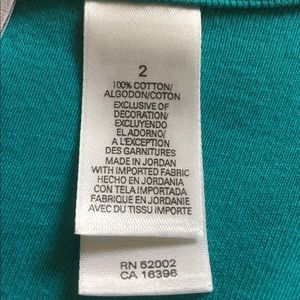 2
100% COTTON/
ALGODON/COTON
EXCLUSIVE OF
DECORATION/
EXCLUYENDO
EL ADORNO/
A L'EXCEPTION
DES GARNITURES
MADE IN JORDAN
WITH IMPORTED FABRIC
HECHO EN JORDANIA
CON TELA IMPORTADA
FABRIQUE EN JORDANIE
AVEC DU TISSU IMPORTE
RN 52002
CA 16396